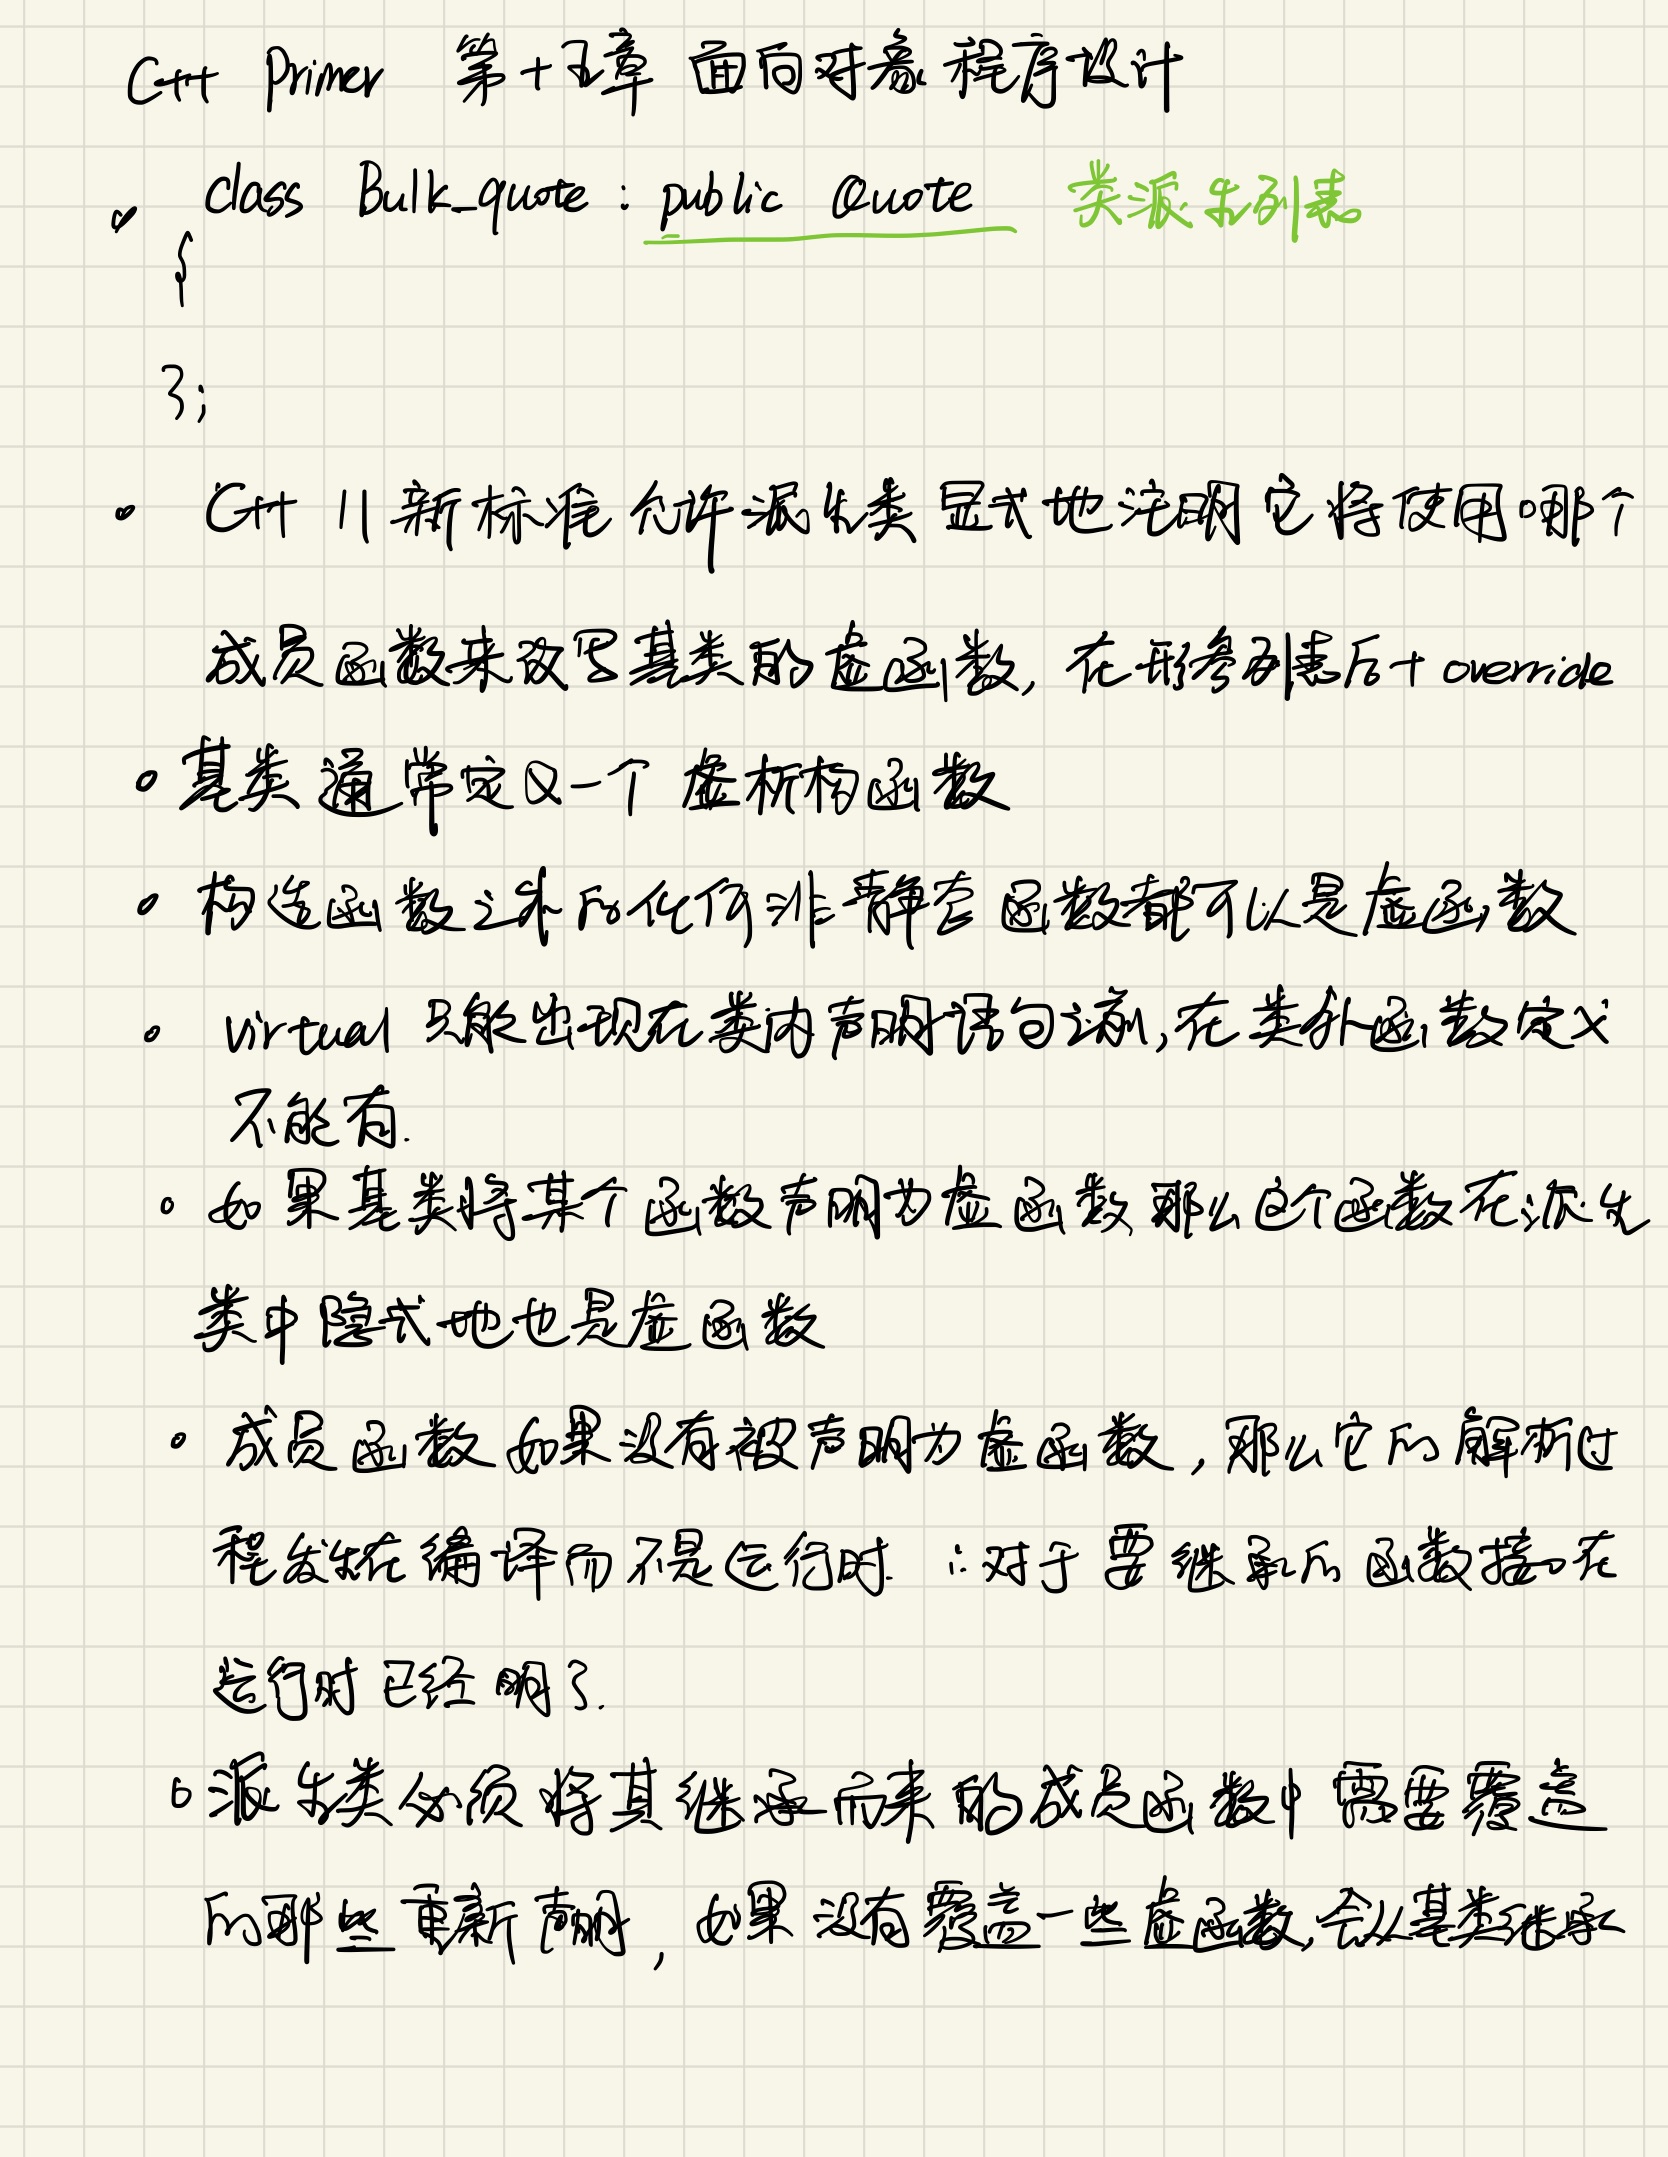 C++ Primer 第十五章 面向对象程序设计
class Bulk_quote : public Quote 类派生列表
{
};
C++ 11 新标准允许派生类显式地注明它将使用哪个
成员函数来改写基类的虚函数, 在形参列表后+ override
基类通常定义一个虚析构函数
构造函数之外的任何非静态函数都可以是虚函数
virtual 只能出现在类内声明语句之前,在类外函数定义
不能有.
如果基类将某个函数声明为虚函数 那么这个函数在派生
类中隐式地也是虚函数
成员函数如果没有被声明为虚函数, 那么它的解析过
程发生在编译而不是运行时. ∴对于要继承的函数接口在
运行时已经明了.
派生类必须将其继承而来的成员函数中需要覆盖
的那些重新声明, 如果没有覆盖一些虚函数,会从基类继承